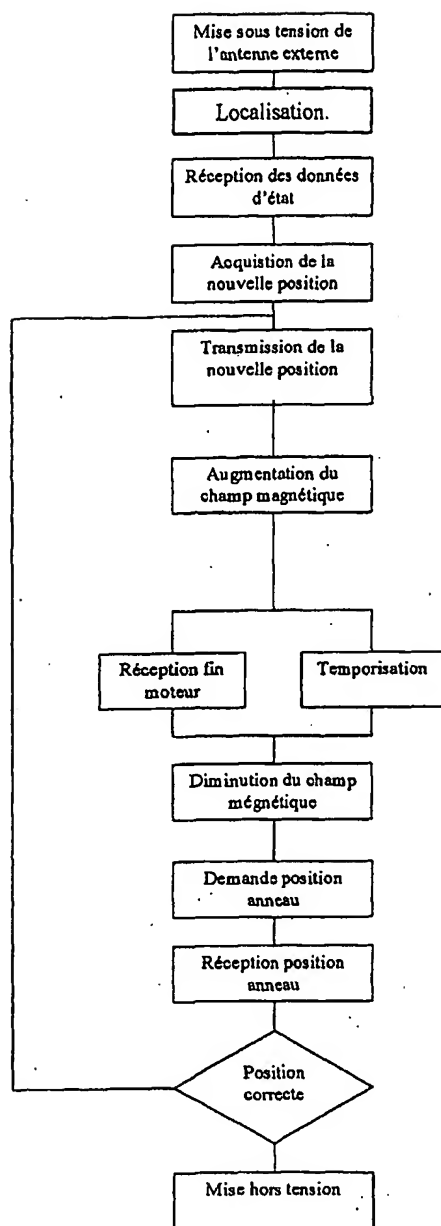 Mise sous tension de
l'antenne externe
Localisation.
Réception des données
d'état
Acquistion de la
nouvelle position
Transmission de la
nouvelle position
Augmentation du
champ magnétique
Réception fin
moteur
Temporisation
Diminution du champ
mégnétique
Demande position
anneau
Réception position
anneau
Position
correcte
Mise hors tension